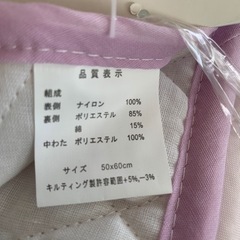 品質表示
組成
表側 ナイロン 100%
裏側 ポリエステル 85%
綿 15%
中わた ポリエステル 100%
サイズ 50x60cm
キルティング製許容範囲+5%,−3%